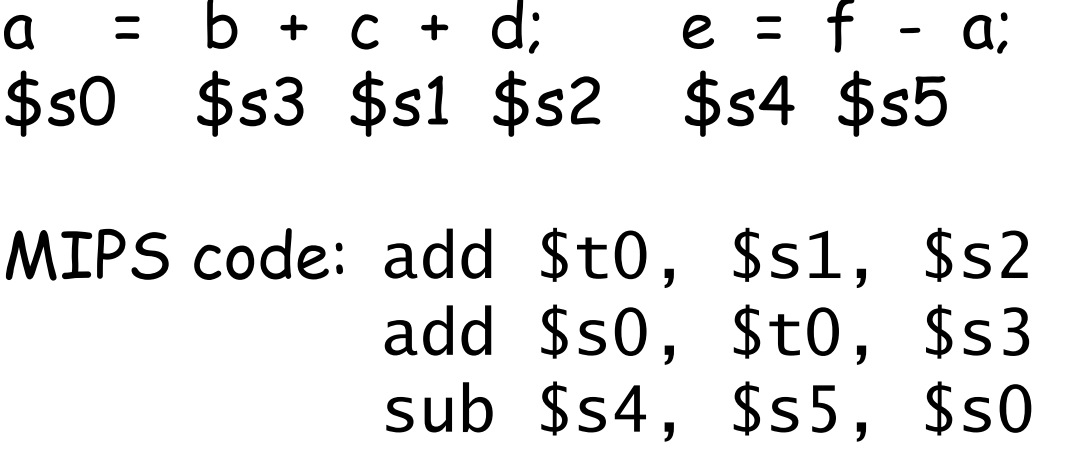 a = b + c + d; e = f - a;
$s0 $s3 $s1 $s2 $s4 $s5
MIPS code: add $t0, $s1, $s2
add $s0, $t0, $s3
sub $s4, $s5, $s0